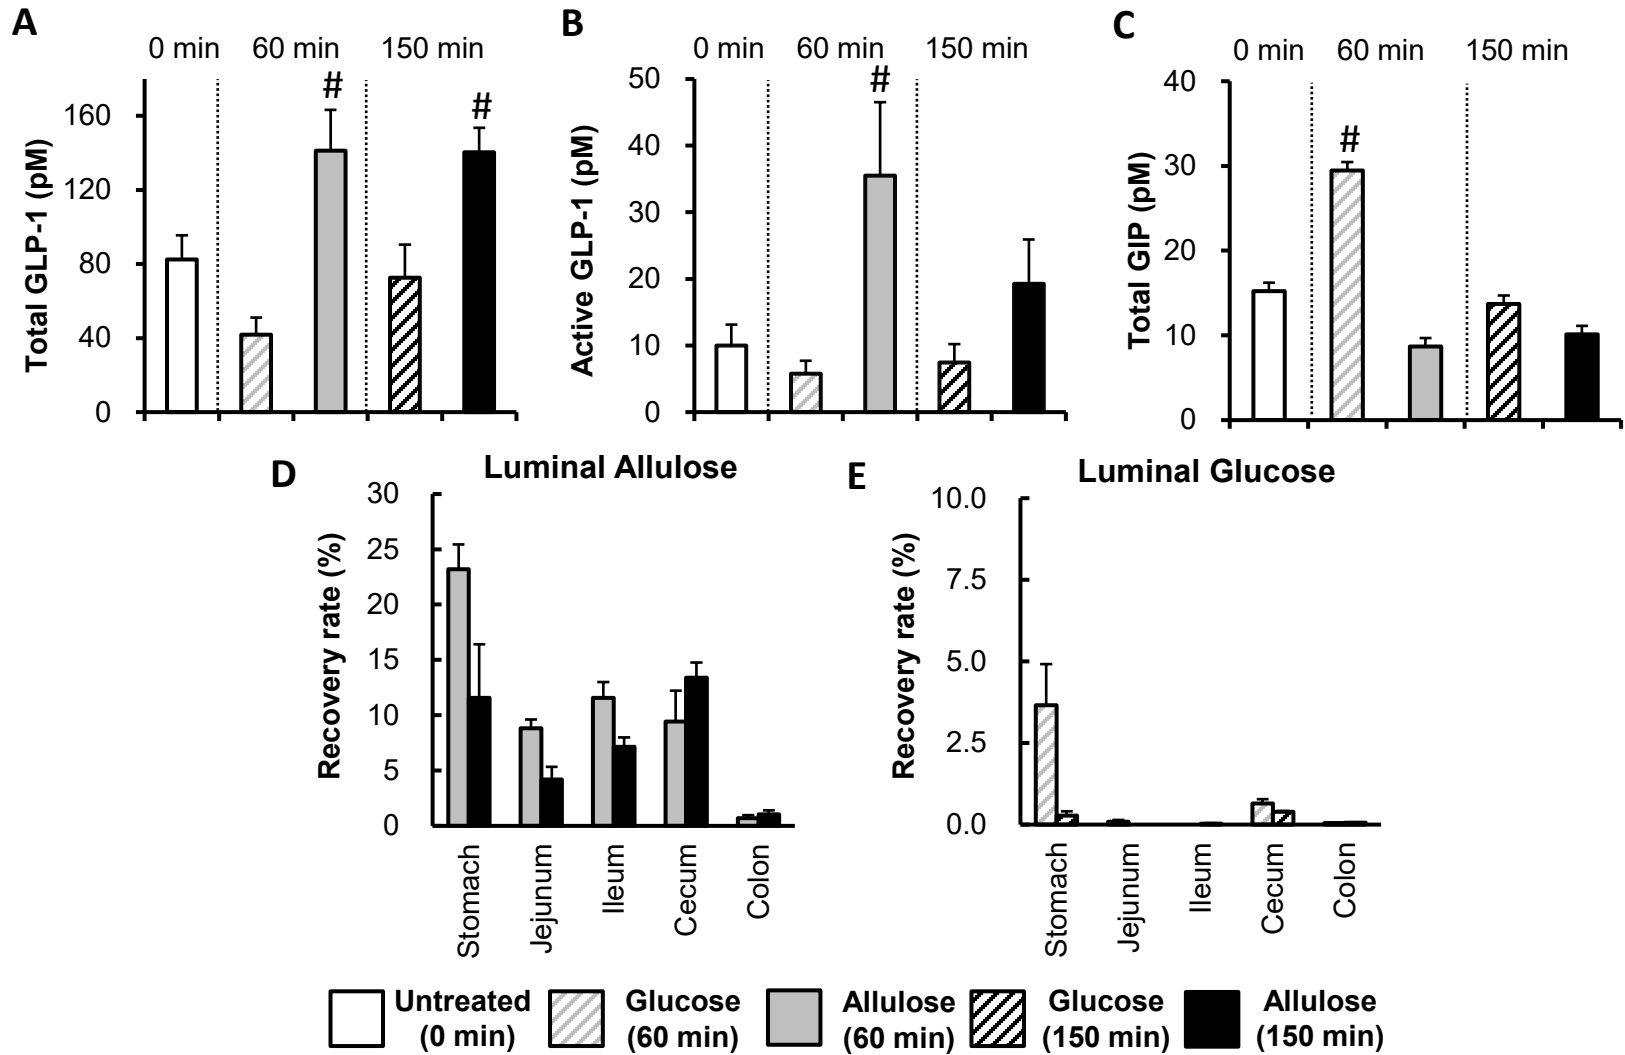 A
0 min 60 min 150 min
Total GLP-1 (pM)
160
120
80
40
0
#
#
B
0 min 60 min 150 min
Active GLP-1 (pM)
50
40
30
20
10
0
#
C
0 min 60 min 150 min
Total GIP (pM)
40
30
20
10
0
#
D
Luminal Allulose
Recovery rate (%)
30
25
20
15
10
5
0
Stomach
Jejunum
Ileum
Cecum
Colon
E
Luminal Glucose
Recovery rate (%)
10.0
7.5
5.0
2.5
0.0
Stomach
Jejunum
Ileum
Cecum
Colon
Untreated
(0 min)
Glucose
(60 min)
Allulose
(60 min)
Glucose
(150 min)
Allulose
(150 min)